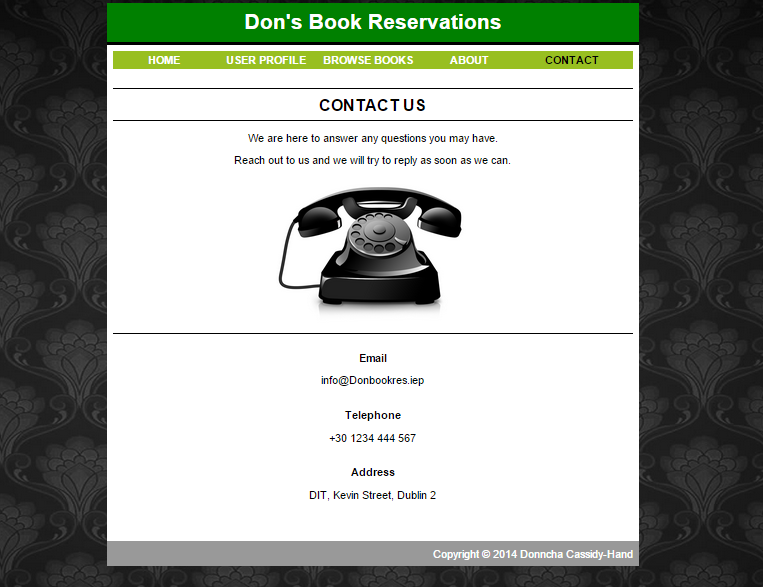 Don's Book Reservations
HOME USER PROFILE BROWSE BOOKS ABOUT CONTACT
CONTACT US
We are here to answer any questions you may have.
Reach out to us and we will try to reply as soon as we can.
Email
info@Donbookres.iep
Telephone
+30 1234 444 567
Address
DIT, Kevin Street, Dublin 2
Copyright © 2014 Donncha Cassidy-Hand